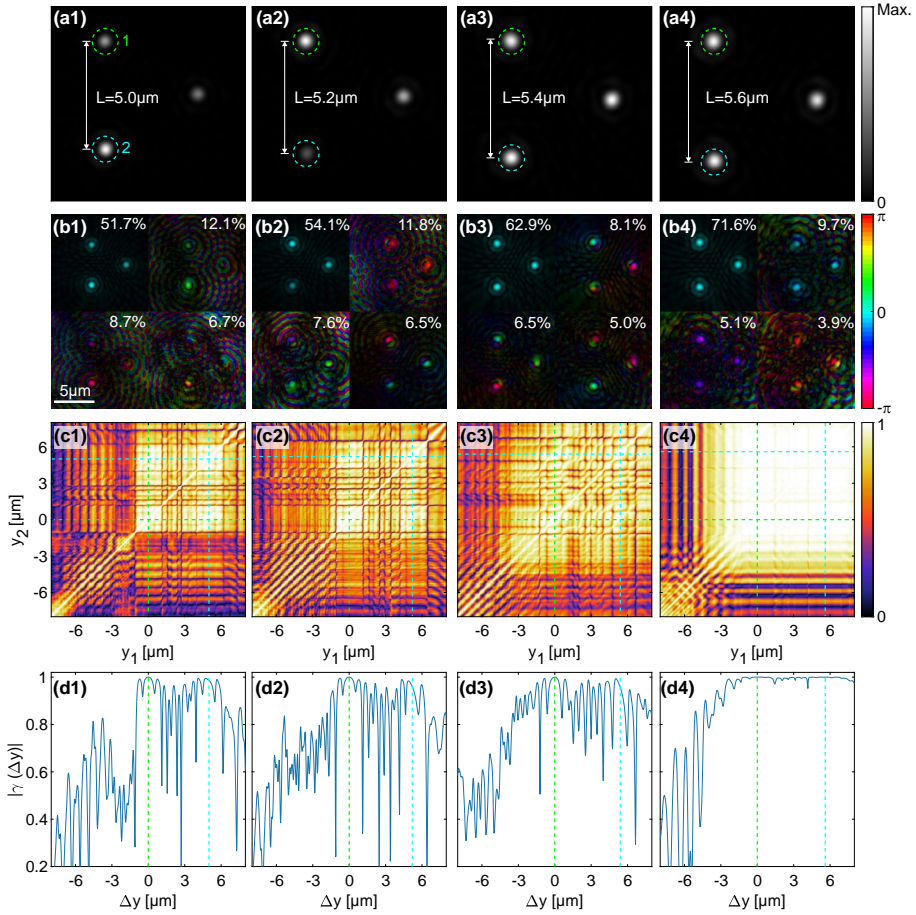 (a1) (a2) (a3) (a4) Max.
1
L=5.0µm L=5.2µm L=5.4µm L=5.6µm
2
0
(b1) 51.7% 12.1% (b2) 54.1% 11.8% (b3) 62.9% 8.1% (b4) 71.6% 9.7% π
0
8.7% 6.7% 7.6% 6.5% 6.5% 5.0% 5.1% 3.9%
5µm
-π
(c1) (c2) (c3) (c4) 1
6
3
0
-3
-6
y2 [µm]
0
-6 -3 0 3 6 -6 -3 0 3 6 -6 -3 0 3 6 -6 -3 0 3 6
y1 [µm] y1 [µm] y1 [µm] y1 [µm]
(d1) (d2) (d3) (d4)
1
0.8
0.6
0.4
0.2
|γ (Δy)|
-6 -3 0 3 6 -6 -3 0 3 6 -6 -3 0 3 6 -6 -3 0 3 6
Δy [µm] Δy [µm] Δy [µm] Δy [µm]